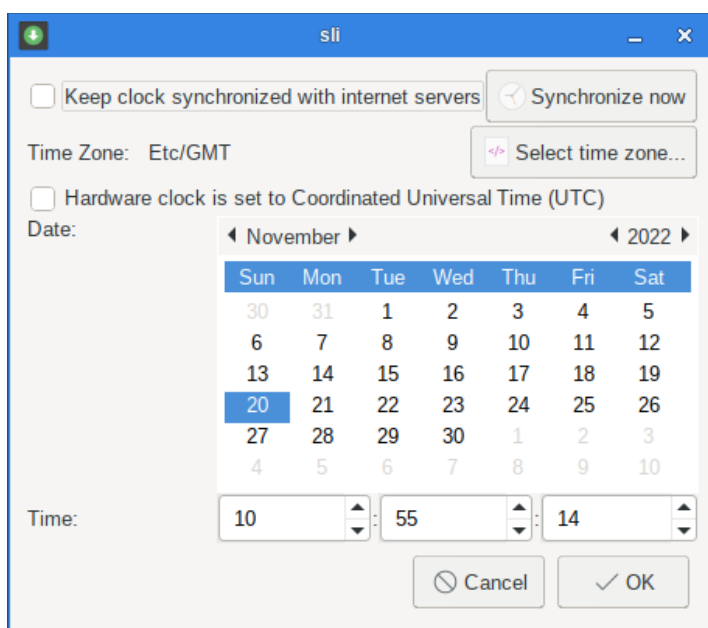 sli
Keep clock synchronized with internet servers Synchronize now
Time Zone: Etc/GMT </> Select time zone...
Hardware clock is set to Coordinated Universal Time (UTC)
Date: November 2022
Sun Mon Tue Wed Thu Fri Sat
30 31 1 2 3 4 5
6 7 8 9 10 11 12
13 14 15 16 17 18 19
20 21 22 23 24 25 26
27 28 29 30 1 2 3
4 5 6 7 8 9 10
Time: 10 : 55 : 14
Cancel OK